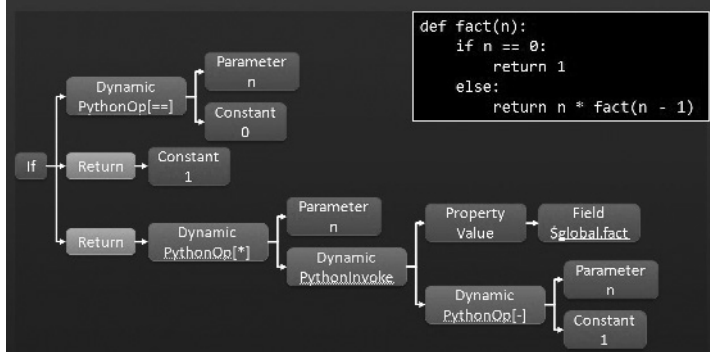 def fact(n):
if n == 0:
return 1
else:
return n * fact(n - 1)
Parameter
n
Dynamic
PythonOp[==]
Constant
0
If
Return
Constant
1
Return
Dynamic
PythonOp[*]
Parameter
n
Dynamic
PythonInvoke
Property
Value
Field
$global.fact
Dynamic
PythonOp[-]
Parameter
n
Constant
1